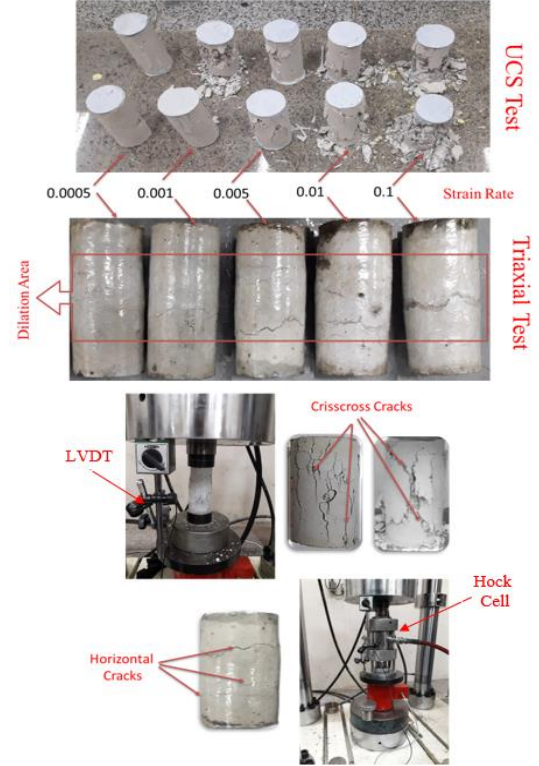 UCS Test
0.0005
0.001
0.005
0.01
0.1
Strain Rate
Triaxial Test
Dilation Area
Crisscross Cracks
LVDT
Hock
Cell
Horizontal
Cracks